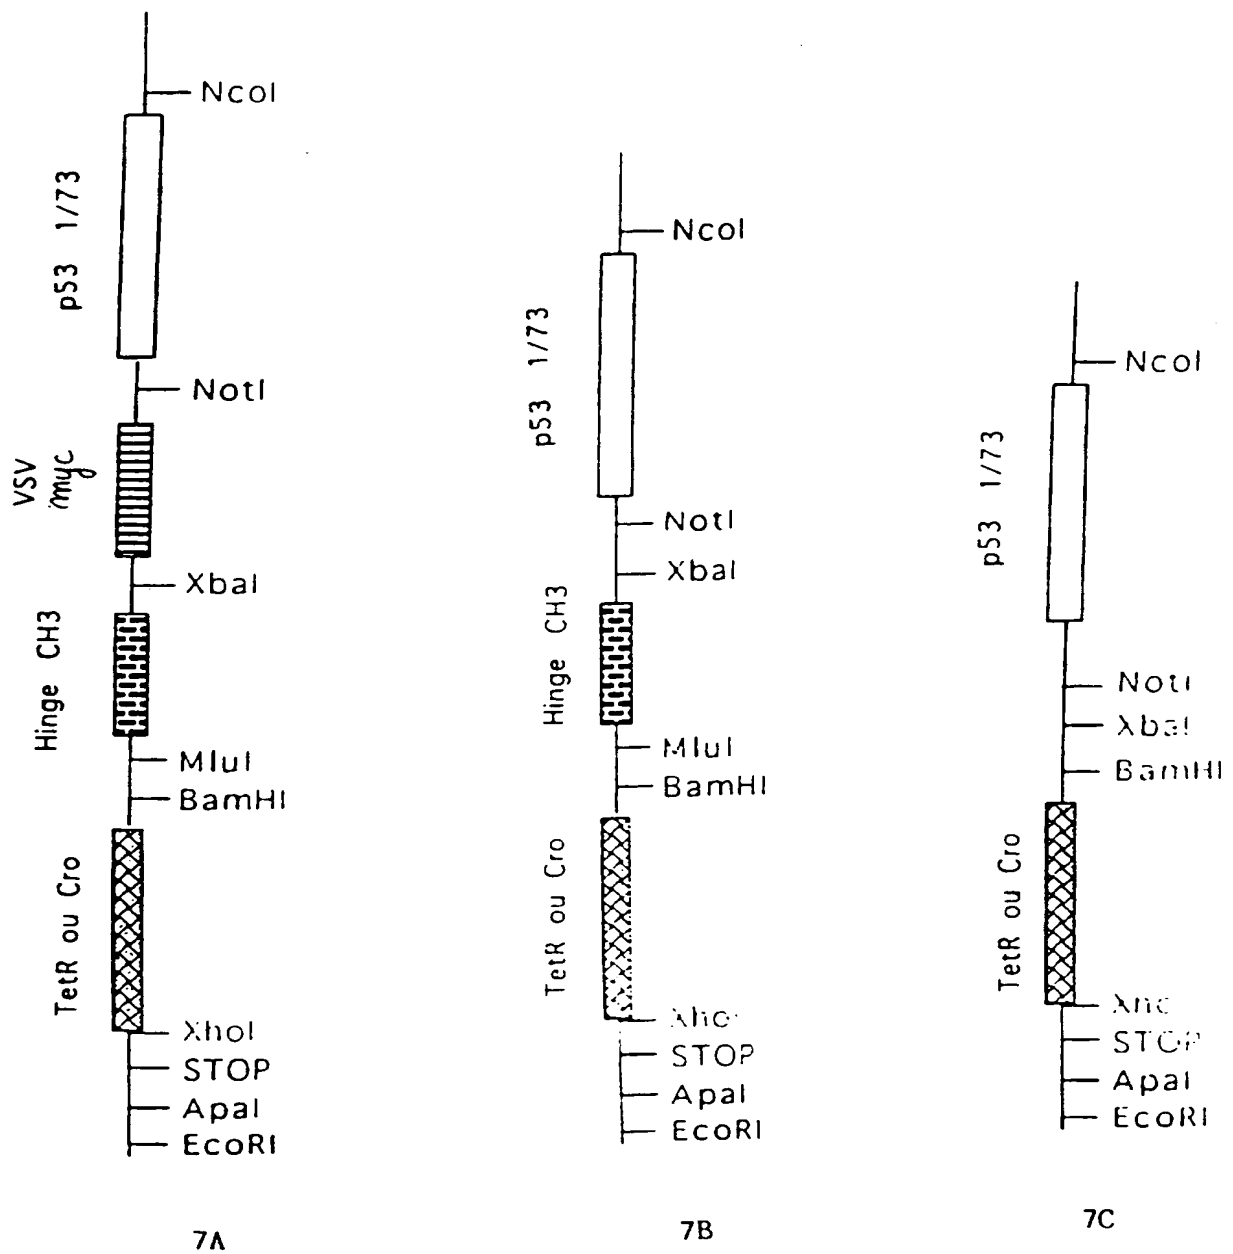 NcoI
p53 1/73
NotI
VSV
myc
XbaI
Hinge CH3
MluI
BamHI
TetR ou Cro
XhoI
STOP
ApaI
EcoRI
7A
NcoI
p53 1/73
NotI
XbaI
Hinge CH3
MluI
BamHI
TetR ou Cro
STOP
ApaI
EcoRI
7B
NcoI
p53 1/73
NotI
XbaI
BamHI
TetR ou Cro
STOP
ApaI
EcoRI
7C